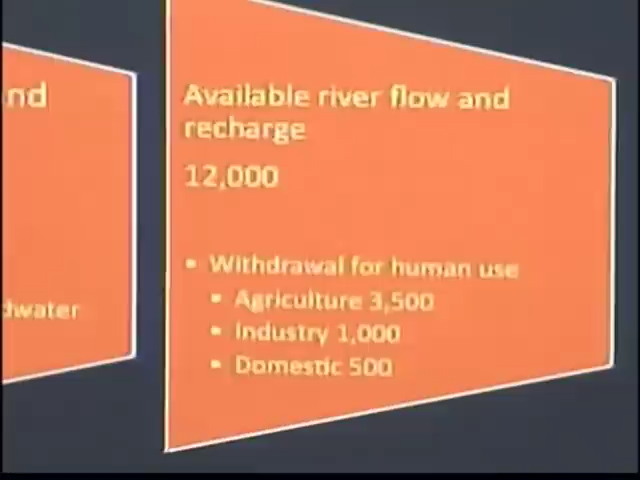 nd
Available river flow and
recharge
12,000
• Withdrawal for human use
dwater
• Agriculture 3,500
• Industry 1,000
• Domestic 500